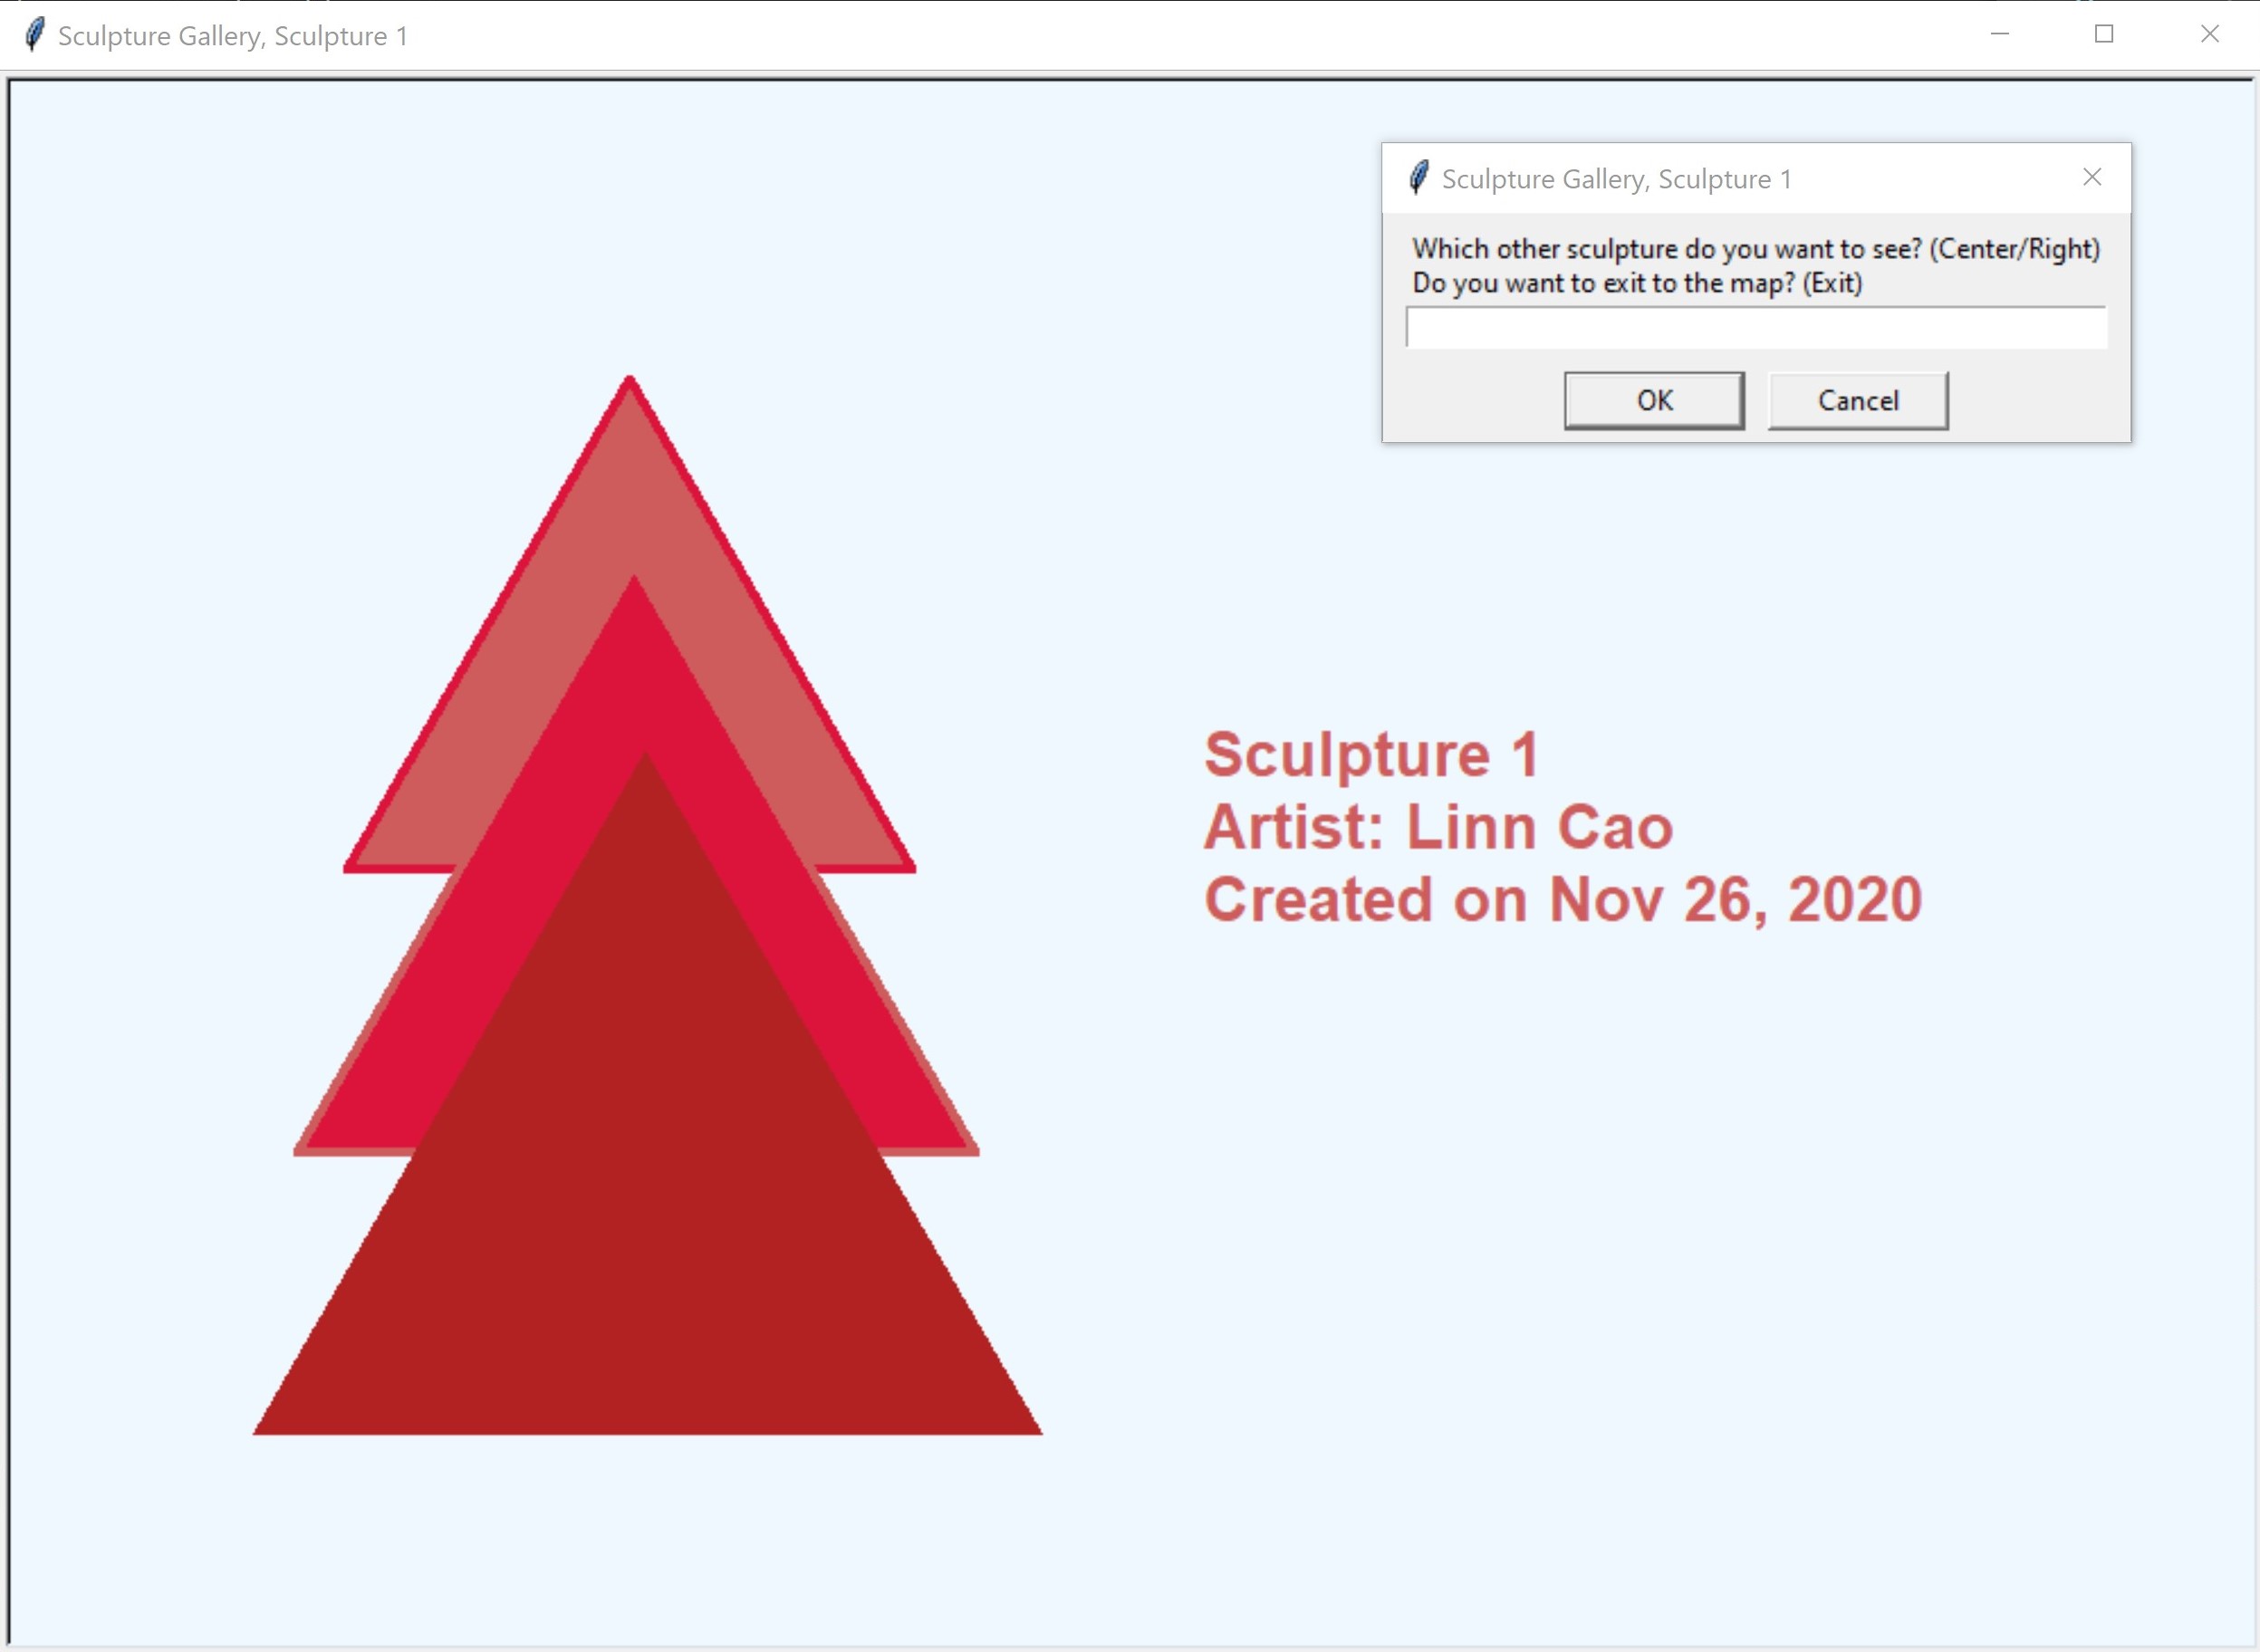 Sculpture Gallery, Sculpture 1
Sculpture Gallery, Sculpture 1
Which other sculpture do you want to see? (Center/Right)
Do you want to exit to the map? (Exit)
OK
Cancel
Sculpture 1
Artist: Linn Cao
Created on Nov 26, 2020